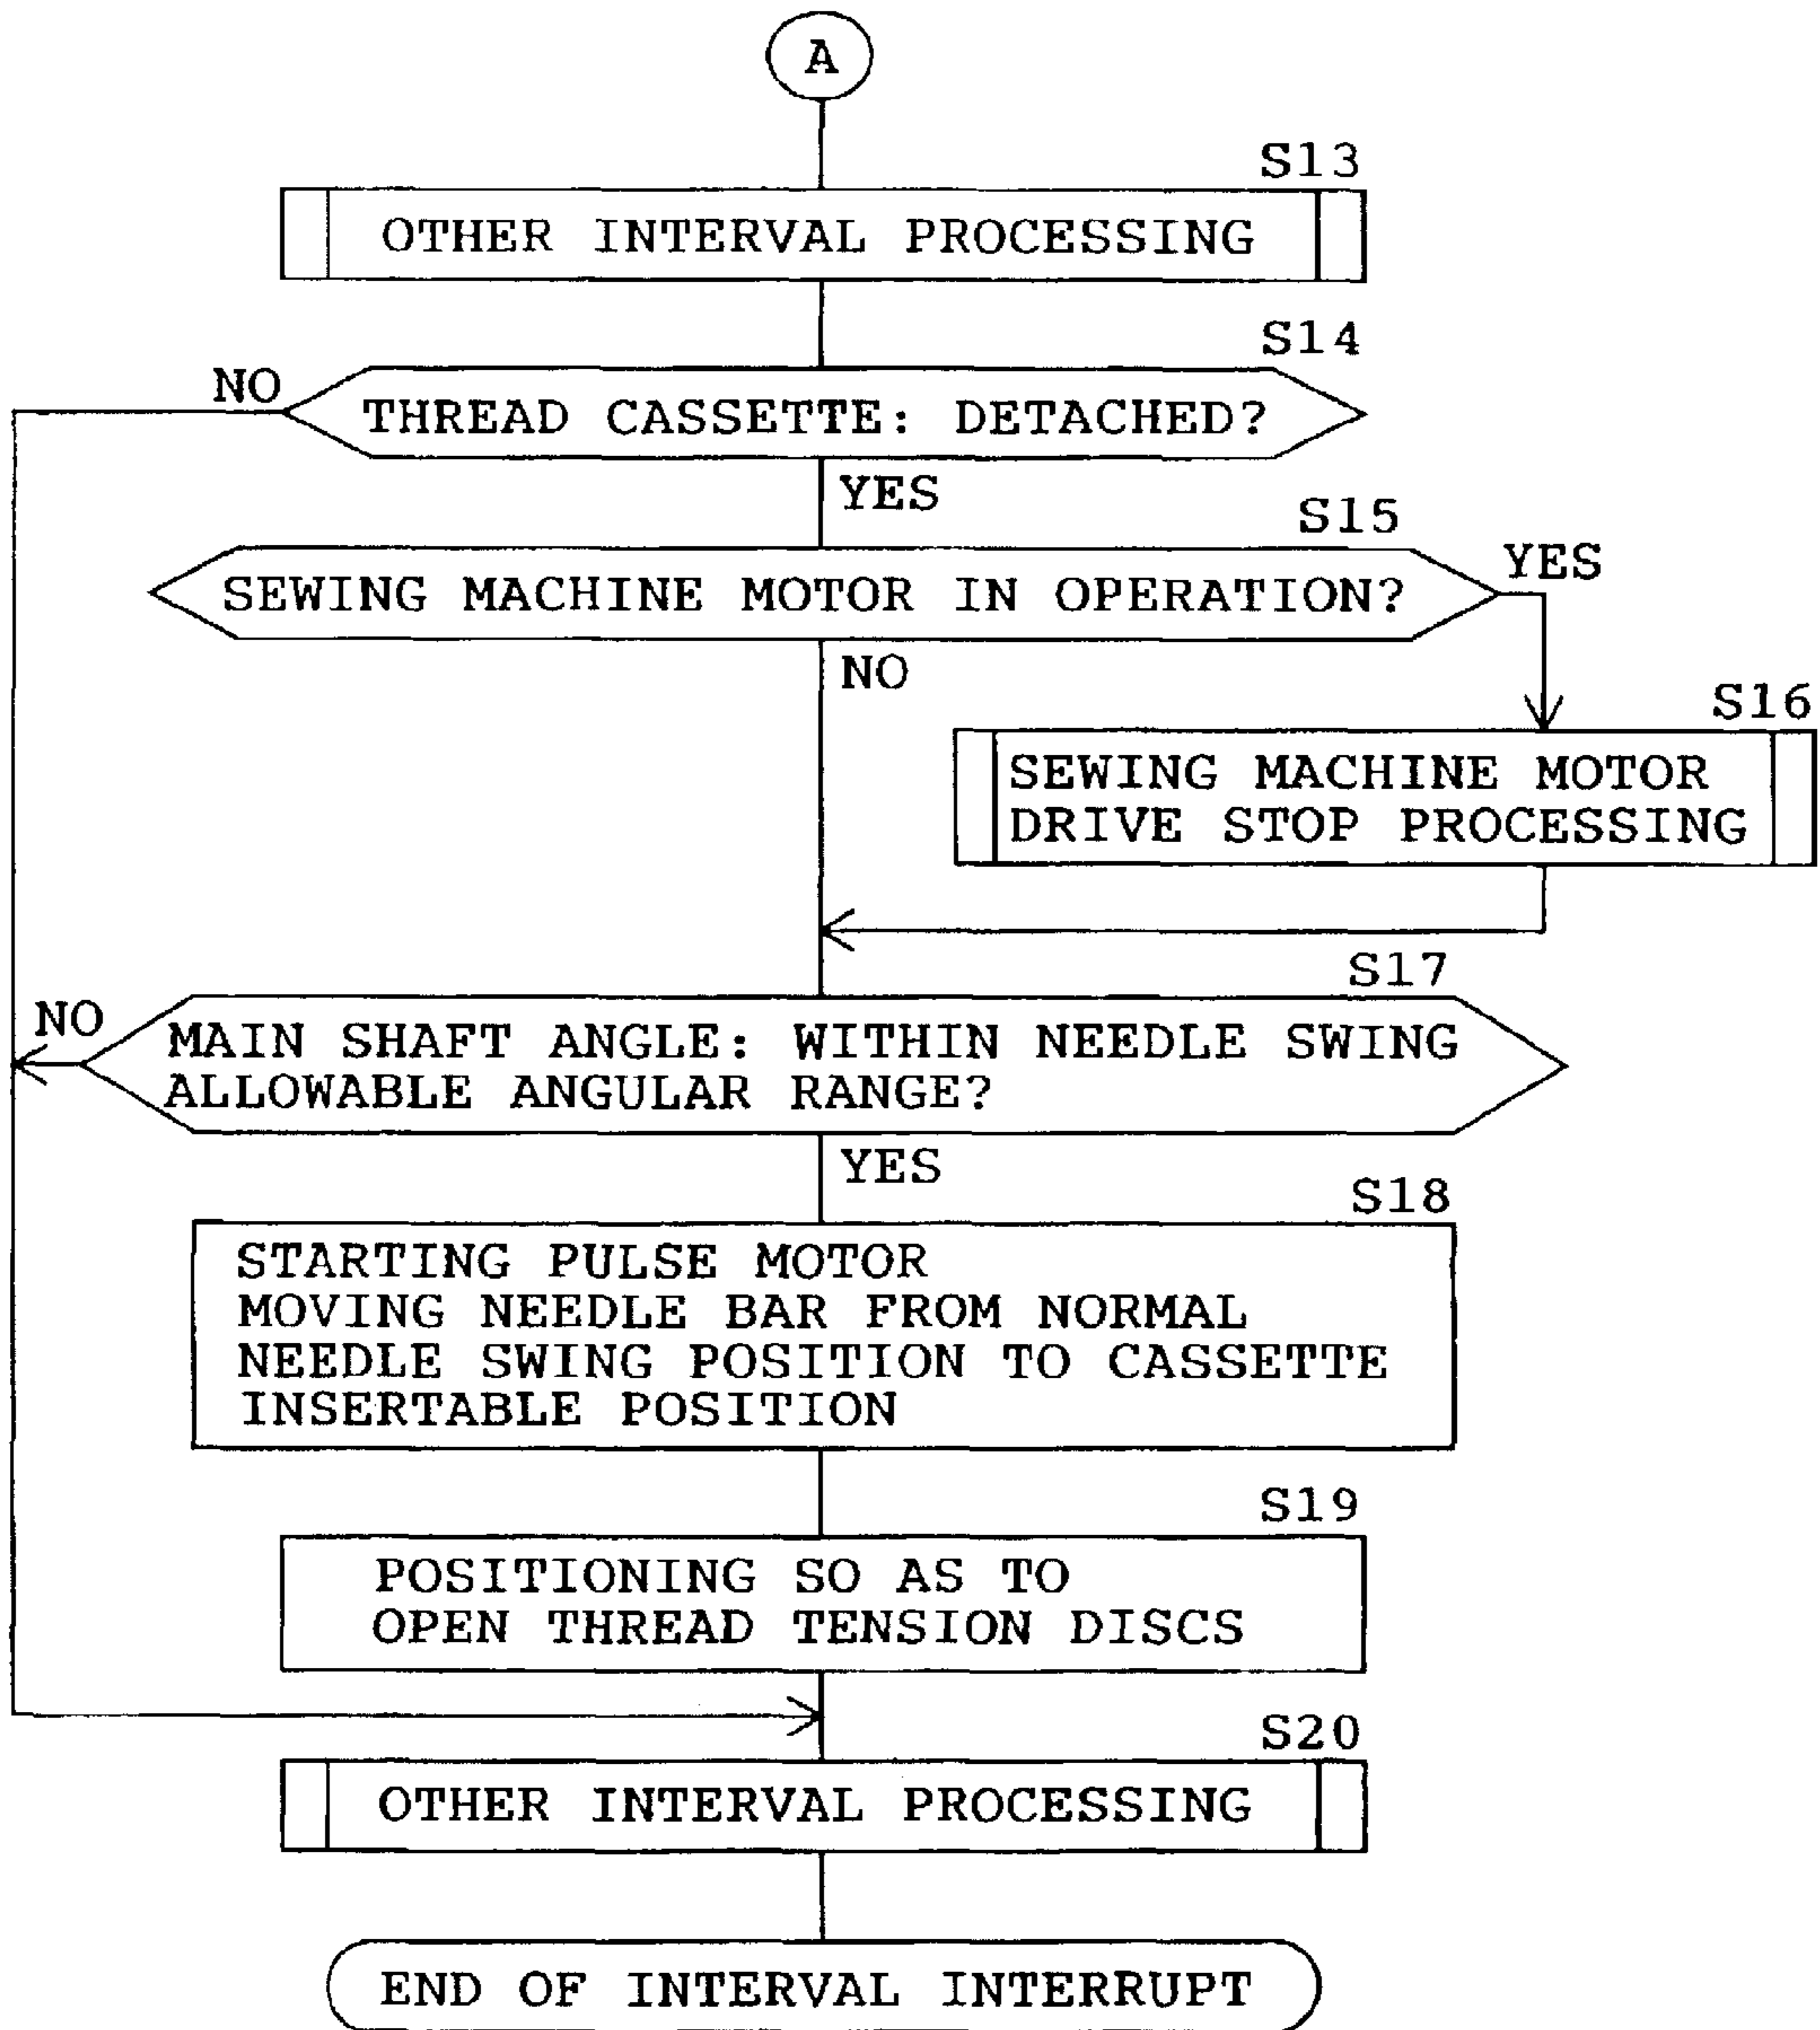 A
S13
OTHER INTERVAL PROCESSING
S14
NO
THREAD CASSETTE: DETACHED?
YES
S15
YES
SEWING MACHINE MOTOR IN OPERATION?
NO
S16
SEWING MACHINE MOTOR
DRIVE STOP PROCESSING
S17
NO
MAIN SHAFT ANGLE: WITHIN NEEDLE SWING
ALLOWABLE ANGULAR RANGE?
YES
S18
STARTING PULSE MOTOR
MOVING NEEDLE BAR FROM NORMAL
NEEDLE SWING POSITION TO CASSETTE
INSERTABLE POSITION
S19
POSITIONING SO AS TO
OPEN THREAD TENSION DISCS
S20
OTHER INTERVAL PROCESSING
END OF INTERVAL INTERRUPT